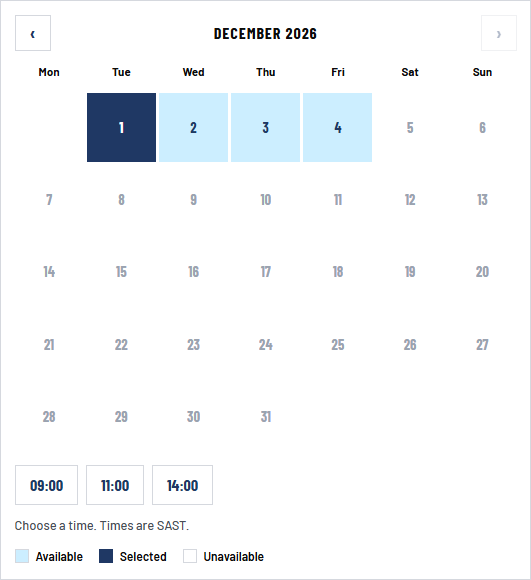 ‹ DECEMBER 2026 ›
Mon Tue Wed Thu Fri Sat Sun
1 2 3 4 5 6
7 8 9 10 11 12 13
14 15 16 17 18 19 20
21 22 23 24 25 26 27
28 29 30 31
09:00 11:00 14:00
Choose a time. Times are SAST.
Available Selected Unavailable